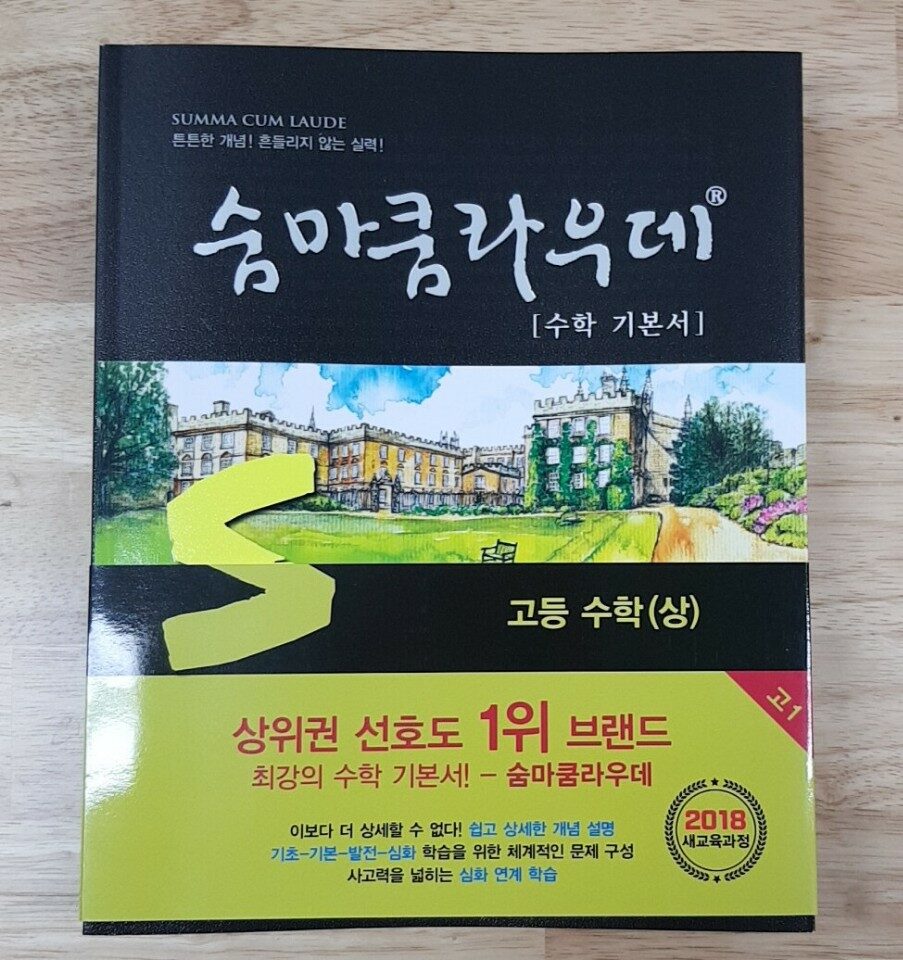 SUMMA CUM LAUDE
튼튼한 개념! 흔들리지 않는 실력!
숨마쿰라우데®
[수학 기본서]
고등 수학(상)
고1
상위권 선호도 1위 브랜드
최강의 수학 기본서! – 숨마쿰라우데
이보다 더 상세할 수 없다! 쉽고 상세한 개념 설명
기초–기본–발전–심화 학습을 위한 체계적인 문제 구성
사고력을 넓히는 심화 연계 학습
2018
새교육과정